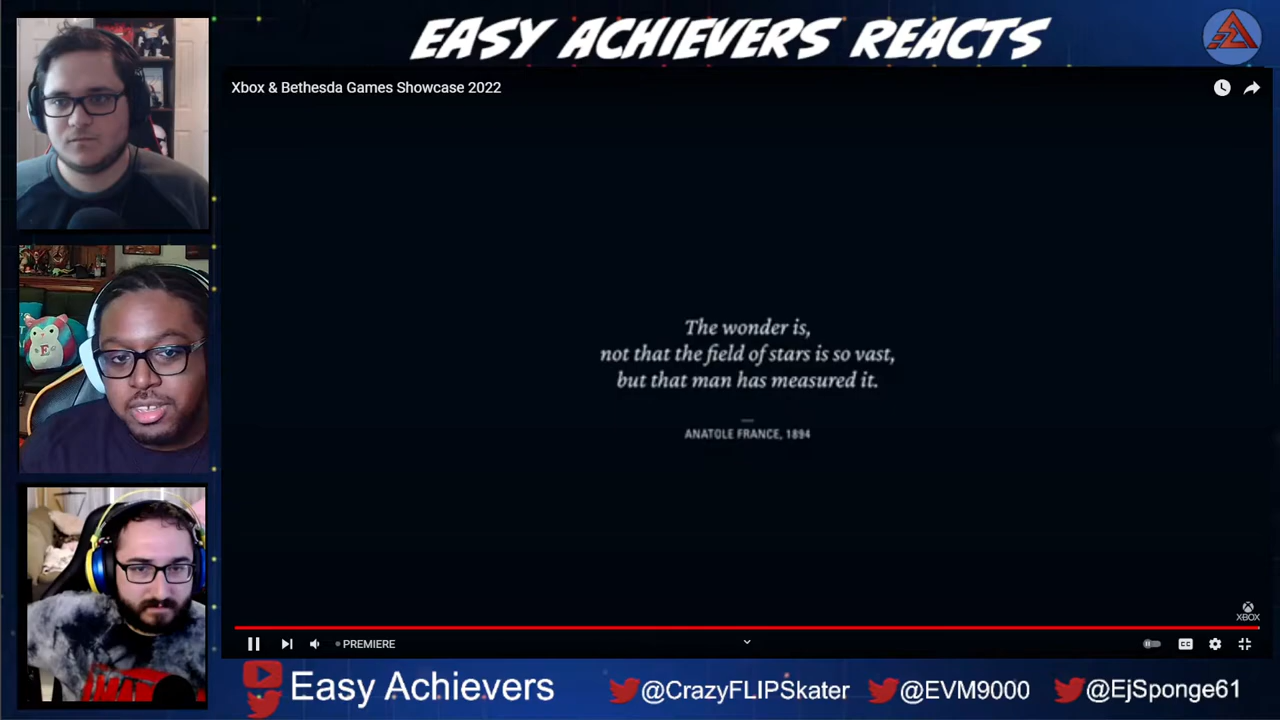 EASY ACHIEVERS REACTS
Xbox & Bethesda Games Showcase 2022
The wonder is,
not that the field of stars is so vast,
but that man has measured it.
ANATOLE FRANCE, 1894
E
XBOX
PREMIERE
CC
Easy Achievers
@CrazyFLIPSkater
@EVM9000
@EjSponge61